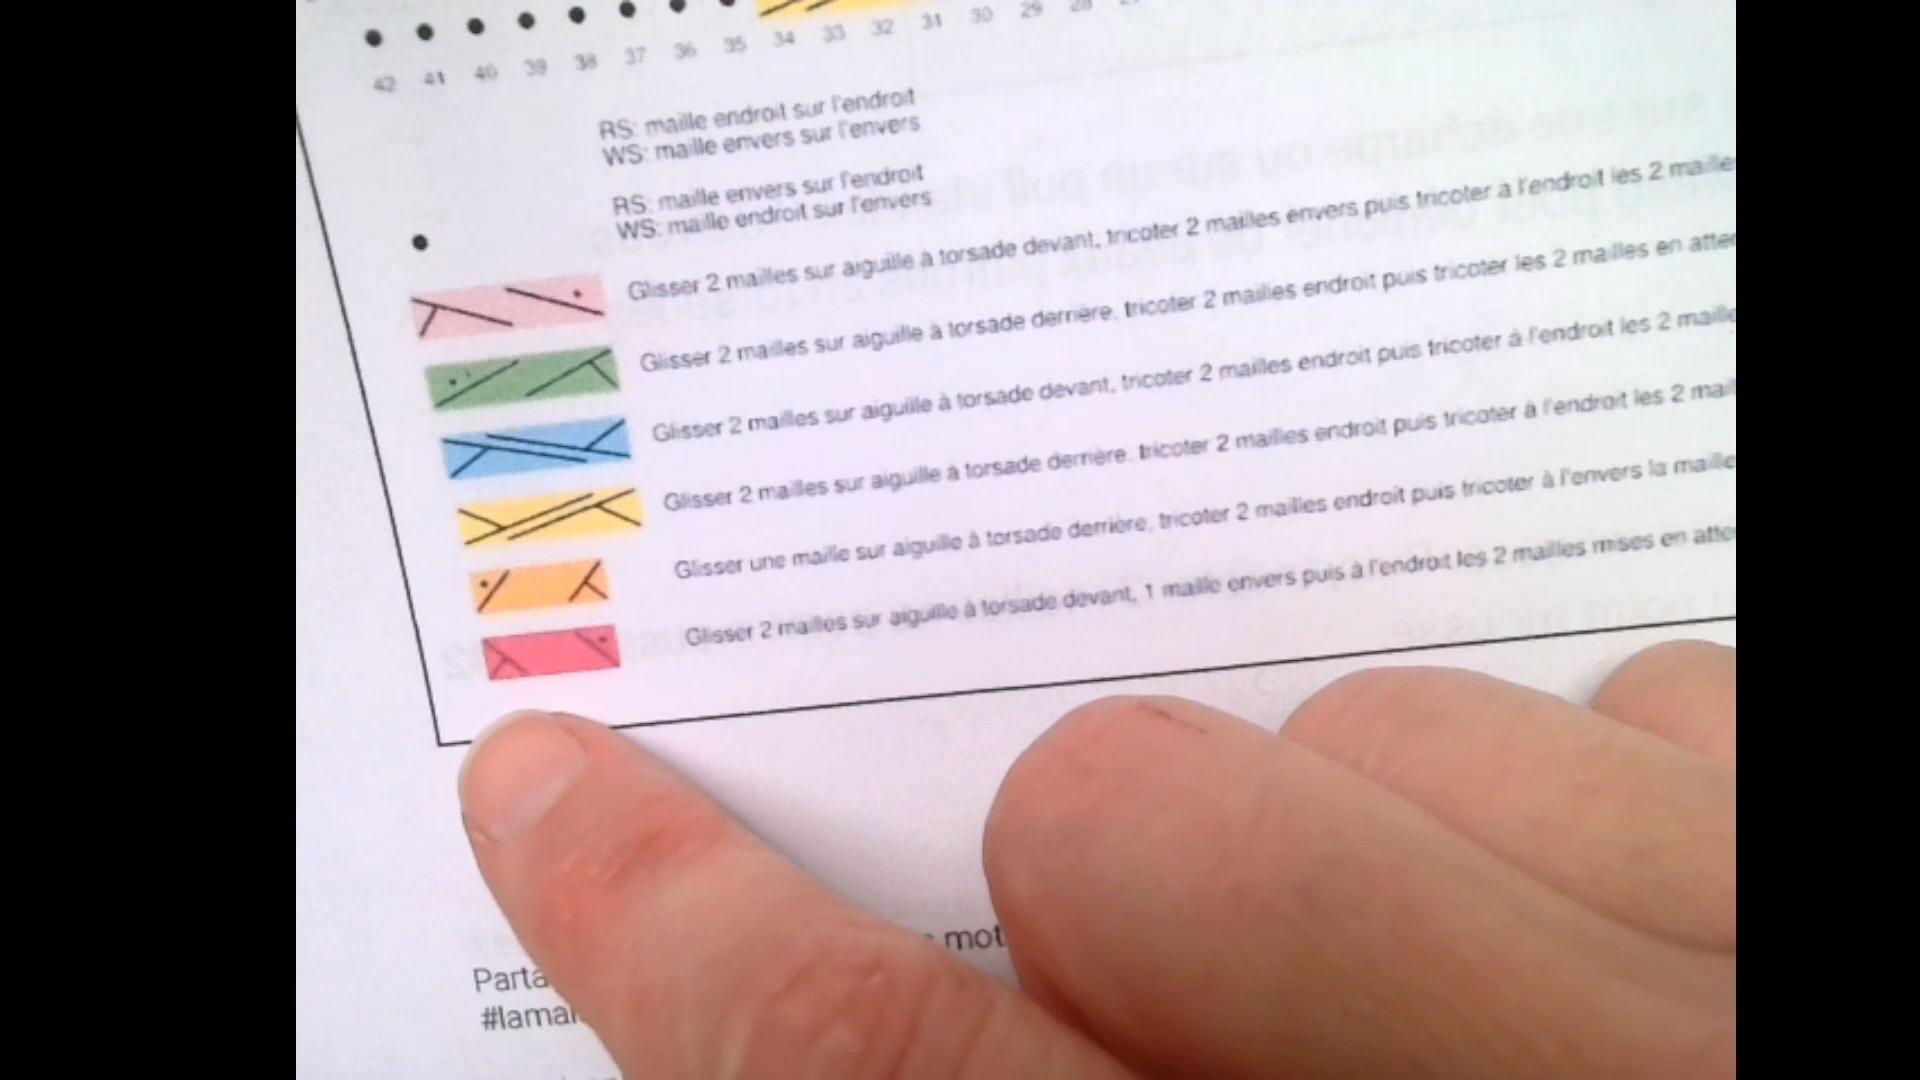 42 41 40 39 38 37 36 35 34 33 32 31 30 29 28
RS: maille endroit sur l'endroit
WS: maille envers sur l'envers
RS: maille envers sur l'endroit
WS: maille endroit sur l'envers
Glisser 2 mailles sur aiguille à torsade devant, tricoter 2 mailles envers puis tricoter à l'endroit les 2 maille
Glisser 2 mailles sur aiguille à torsade derrière, tricoter 2 mailles endroit puis tricoter les 2 mailles en atten
Glisser 2 mailles sur aiguille à torsade devant, tricoter 2 mailles endroit puis tricoter à l'endroit les 2 maille
Glisser 2 mailles sur aiguille à torsade derrière, tricoter 2 mailles endroit puis tricoter à l'endroit les 2 mail
Glisser une maille sur aiguille à torsade derrière, tricoter 2 mailles endroit puis tricoter à l'envers la maille
Glisser 2 mailles sur aiguille à torsade devant, 1 maille envers puis à l'endroit les 2 mailles mises en atte
mot
Parta
#lamai